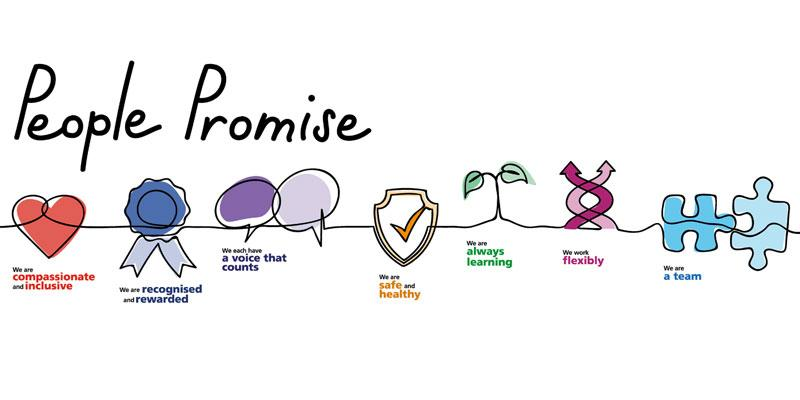 People Promise
We are
compassionate
and inclusive
We are recognised
and rewarded
We each have
a voice that
counts
We are
safe and
healthy
We are
always
learning
We work
flexibly
We are
a team